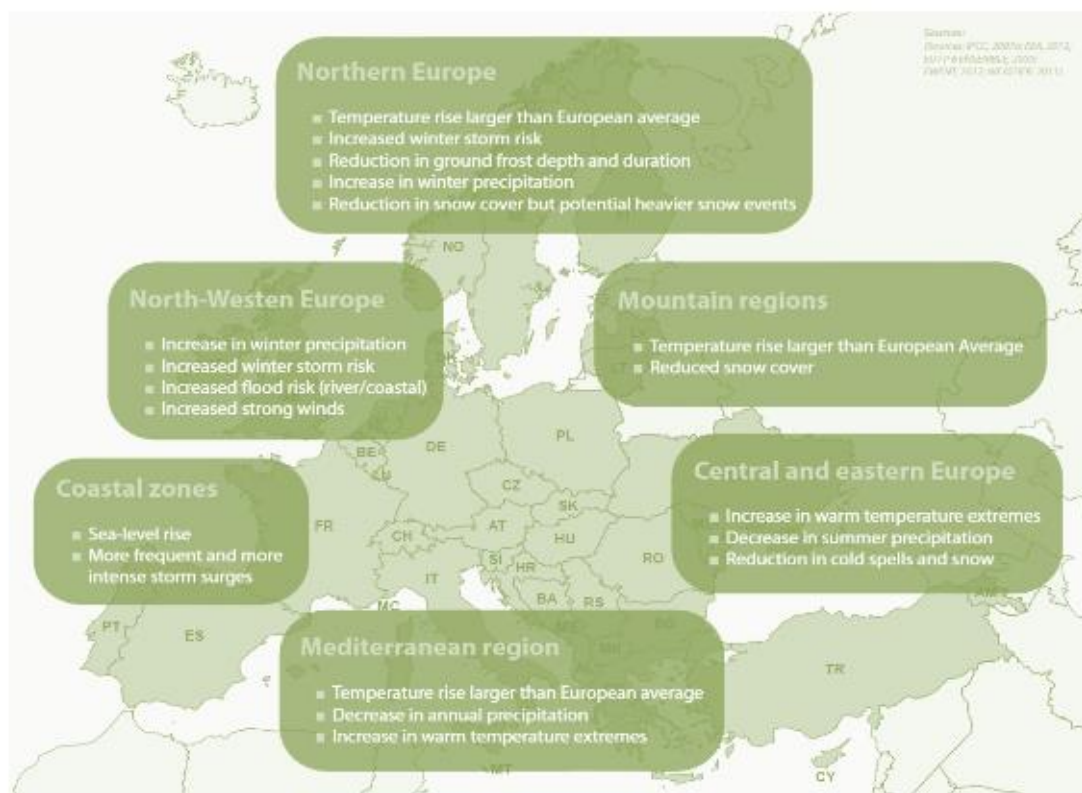 Sources:
Northern Europe
Temperature rise larger than European average
Increased winter storm risk
Reduction in ground frost depth and duration
Increase in winter precipitation
Reduction in snow cover but potential heavier snow events
NO
North-Westen Europe
Increase in winter precipitation
Increased winter storm risk
Increased flood risk (river/coastal)
Increased strong winds
Mountain regions
Temperature rise larger than European Average
Reduced snow cover
PL
DE
BE
LU
CZ
Coastal zones
Sea-level rise
More frequent and more
intense storm surges
Central and eastern Europe
Increase in warm temperature extremes
Decrease in summer precipitation
Reduction in cold spells and snow
SK
FR
AT
CH
HU
SI
HR
RO
IT
BA
RS
AM
MC
PT
ES
Mediterranean region
Temperature rise larger than European average
Decrease in annual precipitation
Increase in warm temperature extremes
TR
MT
CY